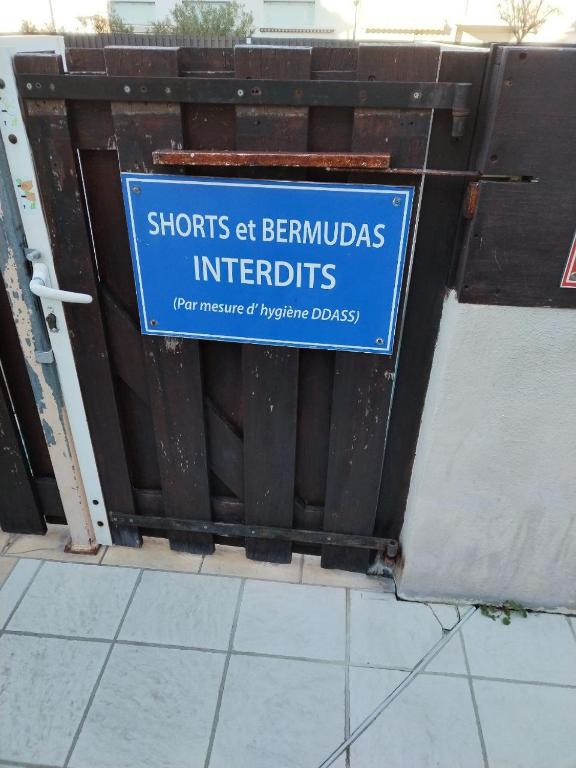 SHORTS et BERMUDAS
INTERDITS
(Par mesure d' hygiène DDASS)